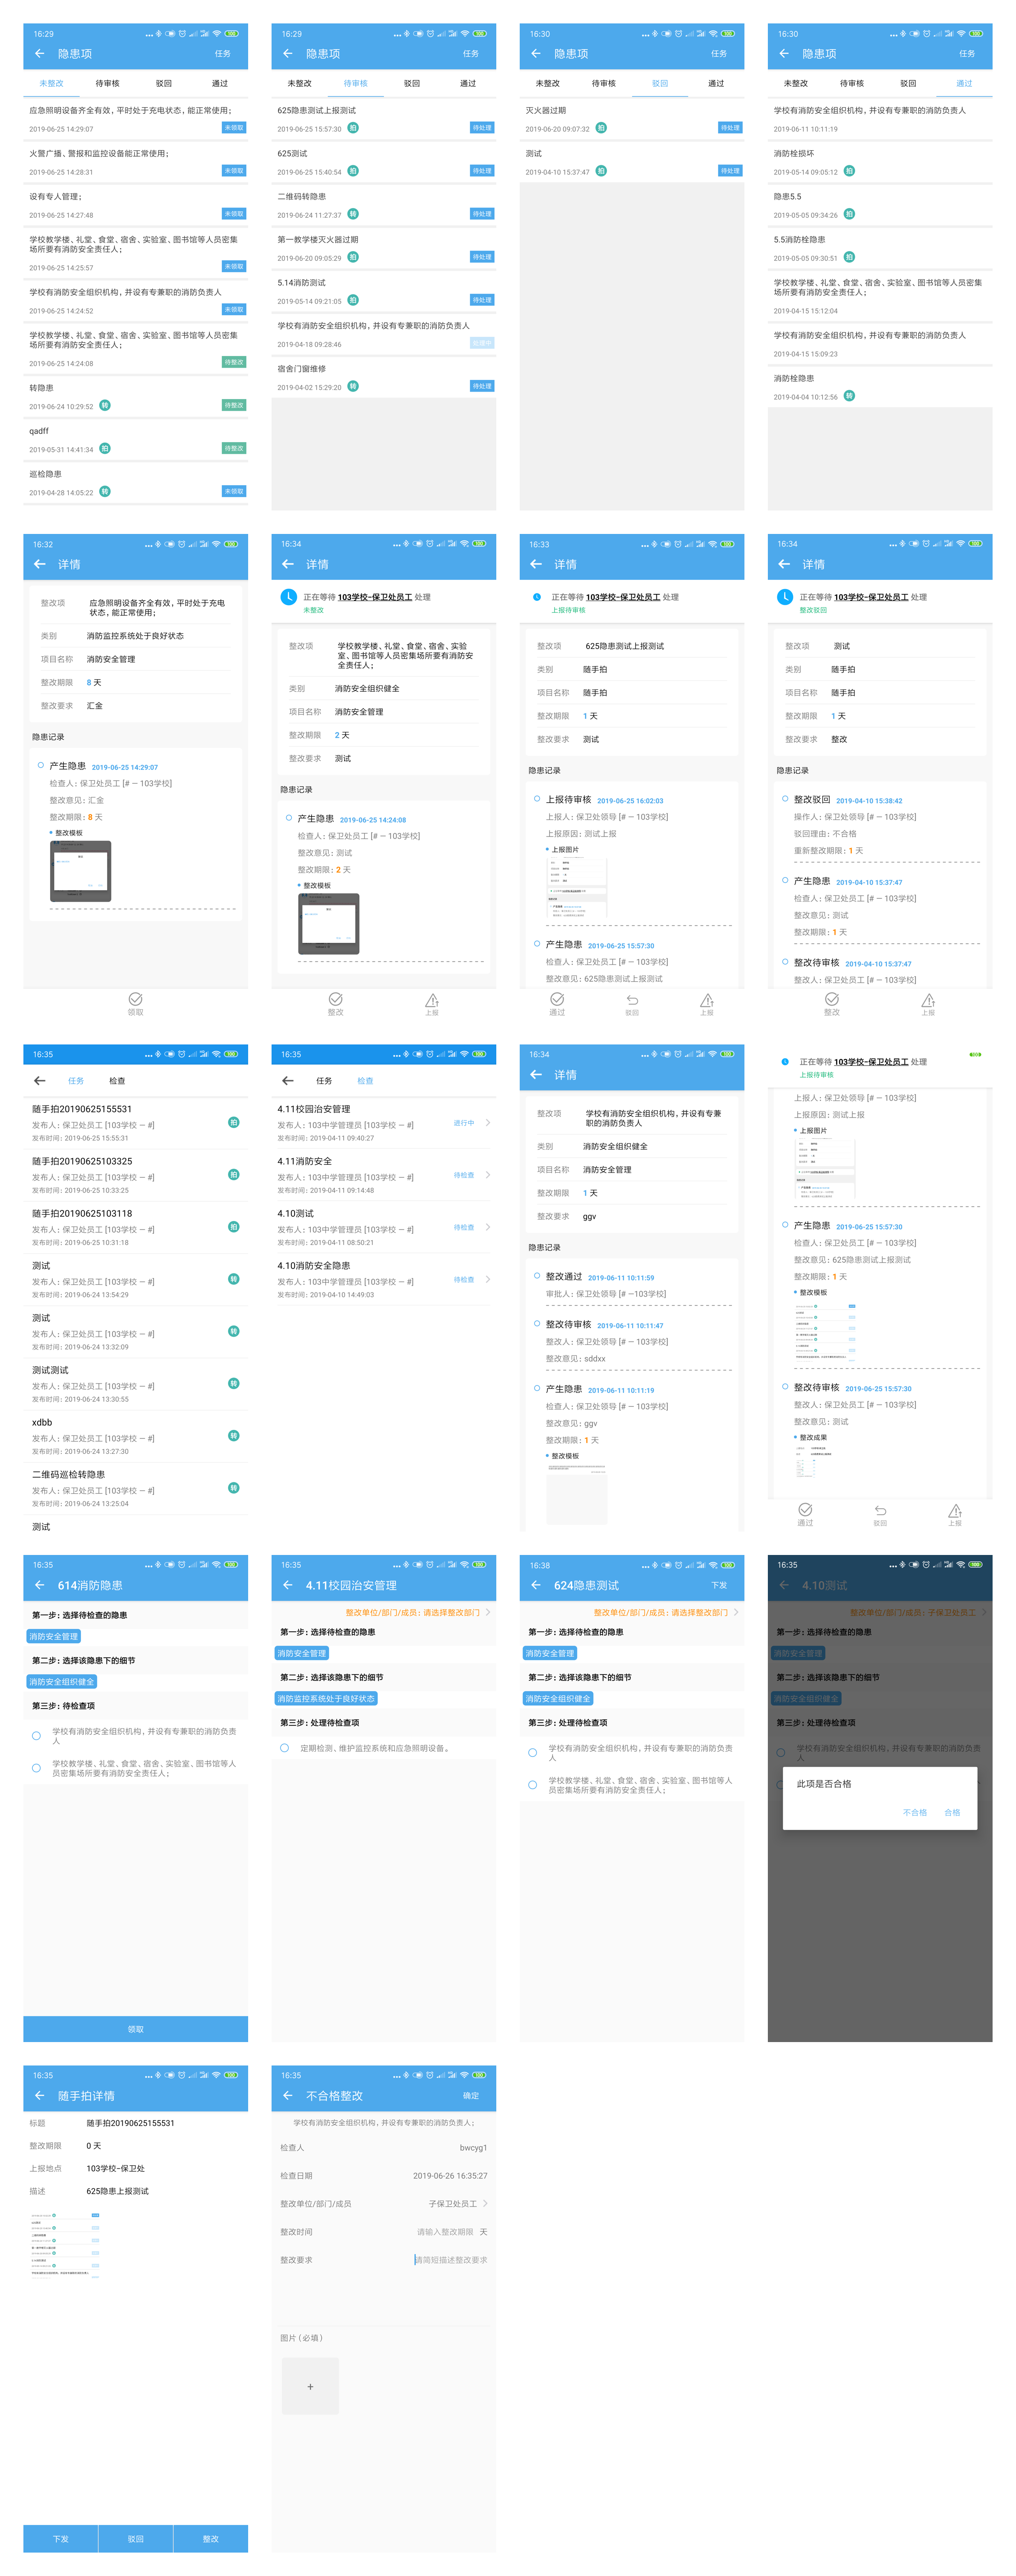 16:29
隐患项
任务
未整改
待审核
驳回
通过
应急照明设备齐全有效，平时处于充电状态，能正常使用；
2019-06-25 14:29:07
未领取
火警广播、警报和监控设备能正常使用；
2019-06-25 14:28:31
未领取
设有专人管理；
2019-06-25 14:27:48
未领取
学校教学楼、礼堂、食堂、宿舍、实验室、图书馆等人员密集
场所要有消防安全责任人；
2019-06-25 14:25:57
未领取
学校有消防安全组织机构，并设有专兼职的消防负责人
2019-06-25 14:24:52
未领取
学校教学楼、礼堂、食堂、宿舍、实验室、图书馆等人员密集
场所要有消防安全责任人；
2019-06-25 14:24:08
待整改
转隐患
2019-06-24 10:29:52
转
待整改
qadff
2019-05-31 14:41:34
拍
待整改
巡检隐患
2019-04-28 14:05:22
转
未领取
16:29
隐患项
任务
未整改
待审核
驳回
通过
625隐患测试上报测试
2019-06-25 15:57:30
拍
待处理
625测试
2019-06-25 15:40:54
拍
待处理
二维码转隐患
2019-06-24 11:27:37
转
待处理
第一教学楼灭火器过期
2019-06-20 09:05:29
拍
待处理
5.14消防测试
2019-05-14 09:21:05
拍
待处理
学校有消防安全组织机构，并设有专兼职的消防负责人
2019-04-18 09:28:46
宿舍门窗维修
2019-04-02 15:29:20
转
待处理
16:30
隐患项
任务
未整改
待审核
驳回
通过
灭火器过期
2019-06-20 09:07:32
拍
待处理
测试
2019-04-10 15:37:47
拍
待处理
16:30
隐患项
任务
未整改
待审核
驳回
通过
学校有消防安全组织机构，并设有专兼职的消防负责人
2019-06-11 10:11:19
消防栓损坏
2019-05-14 09:05:12
拍
隐患5.5
2019-05-05 09:34:26
拍
5.5消防栓隐患
2019-05-05 09:30:51
拍
学校教学楼、礼堂、食堂、宿舍、实验室、图书馆等人员密集
场所要有消防安全责任人；
2019-04-15 15:12:04
学校有消防安全组织机构，并设有专兼职的消防负责人
2019-04-15 15:09:23
消防栓隐患
2019-04-04 10:12:56
转
16:32
详情
整改项
应急照明设备齐全有效，平时处于充电
状态，能正常使用；
类别
消防监控系统处于良好状态
项目名称
消防安全管理
整改期限
8 天
整改要求
汇金
隐患记录
产生隐患 2019-06-25 14:29:07
检查人：保卫处员工 [# – 103学校]
整改意见：汇金
整改期限：8 天
整改模板
领取
16:34
详情
正在等待 103学校–保卫处员工 处理
未整改
整改项
学校教学楼、礼堂、食堂、宿舍、实验
室、图书馆等人员密集场所要有消防安
全责任人；
类别
消防安全组织健全
项目名称
消防安全管理
整改期限
2 天
整改要求
测试
隐患记录
产生隐患 2019-06-25 14:24:08
检查人：保卫处员工 [# – 103学校]
整改意见：测试
整改期限：2 天
整改模板
整改
上报
16:33
详情
正在等待 103学校–保卫处员工 处理
上报待审核
整改项
625隐患测试上报测试
类别
随手拍
项目名称
随手拍
整改期限
1 天
整改要求
测试
隐患记录
上报待审核 2019-06-25 16:02:03
上报人：保卫处领导 [# – 103学校]
上报原因：测试上报
上报图片
产生隐患 2019-06-25 15:57:30
检查人：保卫处员工 [# – 103学校]
整改意见：625隐患测试上报测试
通过
驳回
上报
16:34
详情
正在等待 103学校–保卫处员工 处理
整改驳回
整改项
测试
类别
随手拍
项目名称
随手拍
整改期限
1 天
整改要求
整改
隐患记录
整改驳回 2019-04-10 15:38:42
操作人：保卫处领导 [# – 103学校]
驳回理由：不合格
重新整改期限：1 天
产生隐患 2019-04-10 15:37:47
检查人：保卫处员工 [# – 103学校]
整改意见：测试
整改期限：1 天
整改待审核 2019-04-10 15:37:47
整改人：保卫处员工 [# – 103学校]
整改
上报
16:35
任务
检查
随手拍20190625155531
发布人：保卫处员工 [103学校 – #]
发布时间：2019-06-25 15:55:31
拍
随手拍20190625103325
发布人：保卫处员工 [103学校 – #]
发布时间：2019-06-25 10:33:25
拍
随手拍20190625103118
发布人：保卫处员工 [103学校 – #]
发布时间：2019-06-25 10:31:18
拍
测试
发布人：保卫处员工 [103学校 – #]
发布时间：2019-06-24 13:54:29
转
测试
发布人：保卫处员工 [103学校 – #]
发布时间：2019-06-24 13:32:09
转
测试测试
发布人：保卫处员工 [103学校 – #]
发布时间：2019-06-24 13:30:55
转
xdbb
发布人：保卫处员工 [103学校 – #]
发布时间：2019-06-24 13:27:30
转
二维码巡检转隐患
发布人：保卫处员工 [103学校 – #]
发布时间：2019-06-24 13:25:04
转
测试
16:35
任务
检查
4.11校园治安管理
发布人：103中学管理员 [103学校 – #]
发布时间：2019-04-11 09:40:27
进行中
4.11消防安全
发布人：103中学管理员 [103学校 – #]
发布时间：2019-04-11 09:14:48
待检查
4.10测试
发布人：103中学管理员 [103学校 – #]
发布时间：2019-04-11 08:50:21
待检查
4.10消防安全隐患
发布人：103中学管理员 [103学校 – #]
发布时间：2019-04-10 14:49:03
待检查
16:34
详情
整改项
学校有消防安全组织机构，并设有专兼
职的消防负责人
类别
消防安全组织健全
项目名称
消防安全管理
整改期限
1 天
整改要求
ggv
隐患记录
整改通过 2019-06-11 10:11:59
审批人：保卫处领导 [# –103学校]
整改待审核 2019-06-11 10:11:47
整改人：保卫处领导 [# – 103学校]
整改意见：sddxx
产生隐患 2019-06-11 10:11:19
检查人：保卫处领导 [# – 103学校]
整改意见：ggv
整改期限：1 天
整改模板
正在等待 103学校–保卫处员工 处理
上报待审核
上报人：保卫处领导 [# – 103学校]
上报原因：测试上报
上报图片
产生隐患 2019-06-25 15:57:30
检查人：保卫处员工 [# – 103学校]
整改意见：625隐患测试上报测试
整改期限：1 天
整改模板
整改待审核 2019-06-25 15:57:30
整改人：保卫处员工 [# – 103学校]
整改意见：测试
整改成果
通过
驳回
上报
16:35
614消防隐患
第一步：选择待检查的隐患
消防安全管理
第二步：选择该隐患下的细节
消防安全组织健全
第三步：待检查项
学校有消防安全组织机构，并设有专兼职的消防负责
人
学校教学楼、礼堂、食堂、宿舍、实验室、图书馆等人
员密集场所要有消防安全责任人；
领取
16:35
4.11校园治安管理
整改单位/部门/成员：请选择整改部门
第一步：选择待检查的隐患
消防安全管理
第二步：选择该隐患下的细节
消防监控系统处于良好状态
第三步：处理待检查项
定期检测、维护监控系统和应急照明设备。
16:38
624隐患测试
下发
整改单位/部门/成员：请选择整改部门
第一步：选择待检查的隐患
消防安全管理
第二步：选择该隐患下的细节
消防安全组织健全
第三步：处理待检查项
学校有消防安全组织机构，并设有专兼职的消防负责
人
学校教学楼、礼堂、食堂、宿舍、实验室、图书馆等人
员密集场所要有消防安全责任人；
16:35
4.10测试
整改单位/部门/成员：子保卫处员工
第一步：选择待检查的隐患
消防安全管理
第二步：选择该隐患下的细节
消防安全组织健全
第三步：处理待检查项
学校有消防安全组织机构，并设有专兼职的消防负责
人
此项是否合格
不合格
合格
16:35
随手拍详情
标题
随手拍20190625155531
整改期限
0 天
上报地点
103学校–保卫处
描述
625隐患上报测试
下发
驳回
整改
16:35
不合格整改
确定
学校有消防安全组织机构，并设有专兼职的消防负责人；
检查人
bwcyg1
检查日期
2019-06-26 16:35:27
整改单位/部门/成员
子保卫处员工
整改时间
请输入整改期限 天
整改要求
请简短描述整改要求
图片（必填）
+